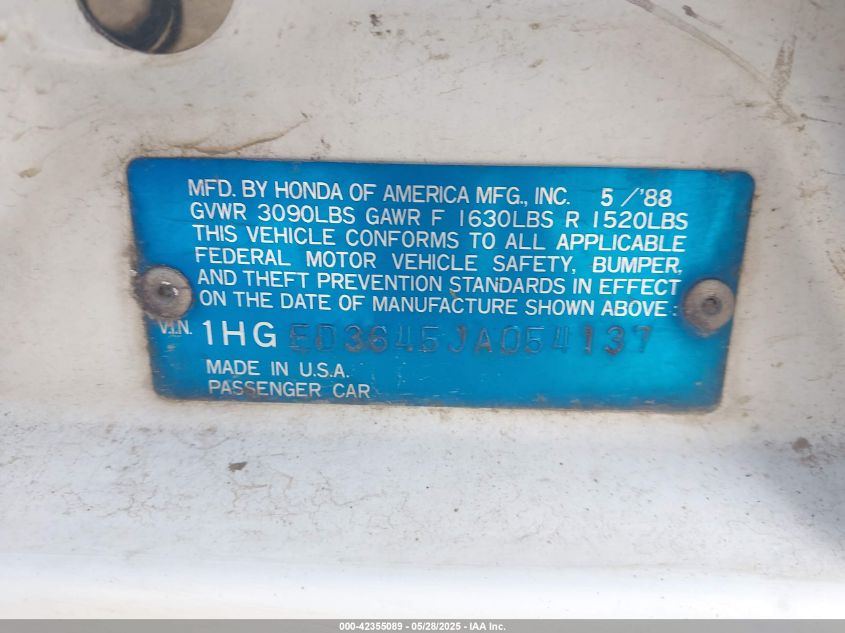 MFD. BY HONDA OF AMERICA MFG., INC. 5/'88
GVWR 3090LBS GAWR F 1630LBS R 1520LBS
THIS VEHICLE CONFORMS TO ALL APPLICABLE
FEDERAL MOTOR VEHICLE SAFETY, BUMPER,
AND THEFT PREVENTION STANDARDS IN EFFECT
ON THE DATE OF MANUFACTURE SHOWN ABOVE:
V.I.N. 1HGED3645JA054137
MADE IN U.S.A.
PASSENGER CAR
000-42355089 - 05/28/2025 - IAA Inc.